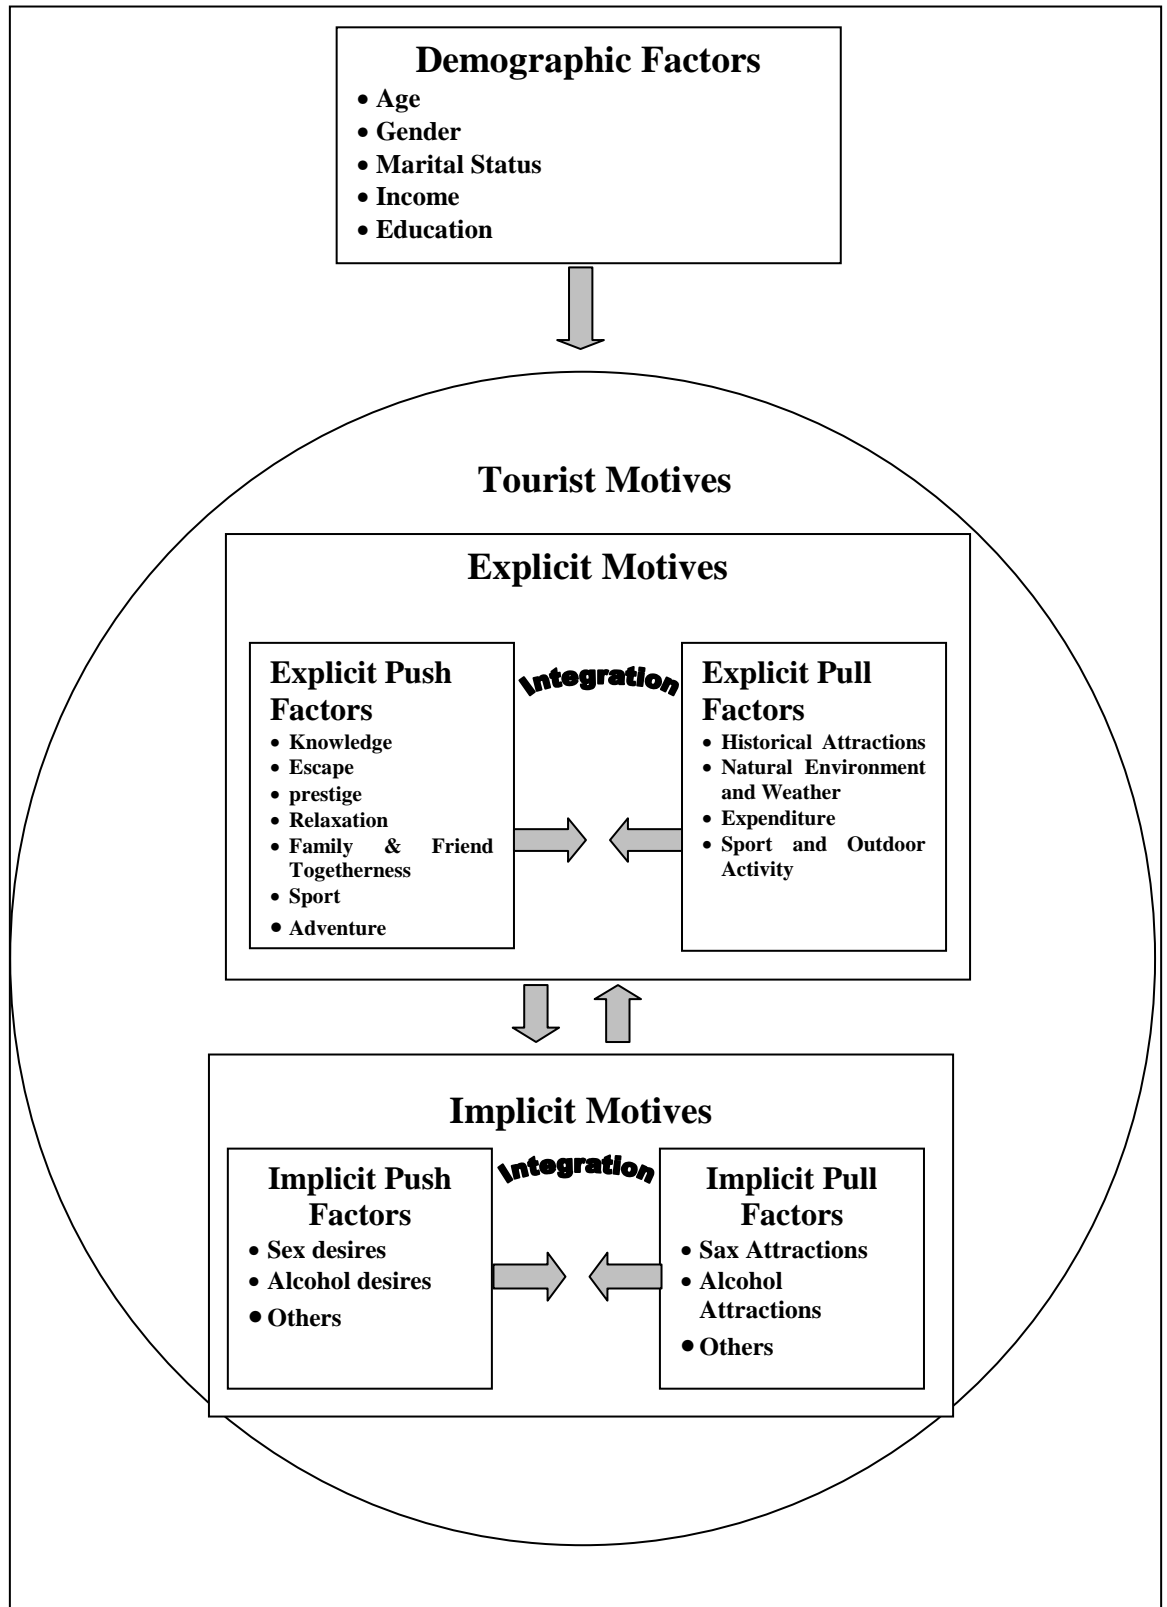 Demographic Factors
• Age
• Gender
• Marital Status
• Income
• Education
Tourist Motives
Explicit Motives
Explicit Push
Factors
• Knowledge
• Escape
• prestige
• Relaxation
• Family & Friend
Togetherness
• Sport
• Adventure
Integration
Explicit Pull
Factors
• Historical Attractions
• Natural Environment
and Weather
• Expenditure
• Sport and Outdoor
Activity
Implicit Motives
Implicit Push
Factors
• Sex desires
• Alcohol desires
• Others
Integration
Implicit Pull
Factors
• Sax Attractions
• Alcohol
Attractions
• Others